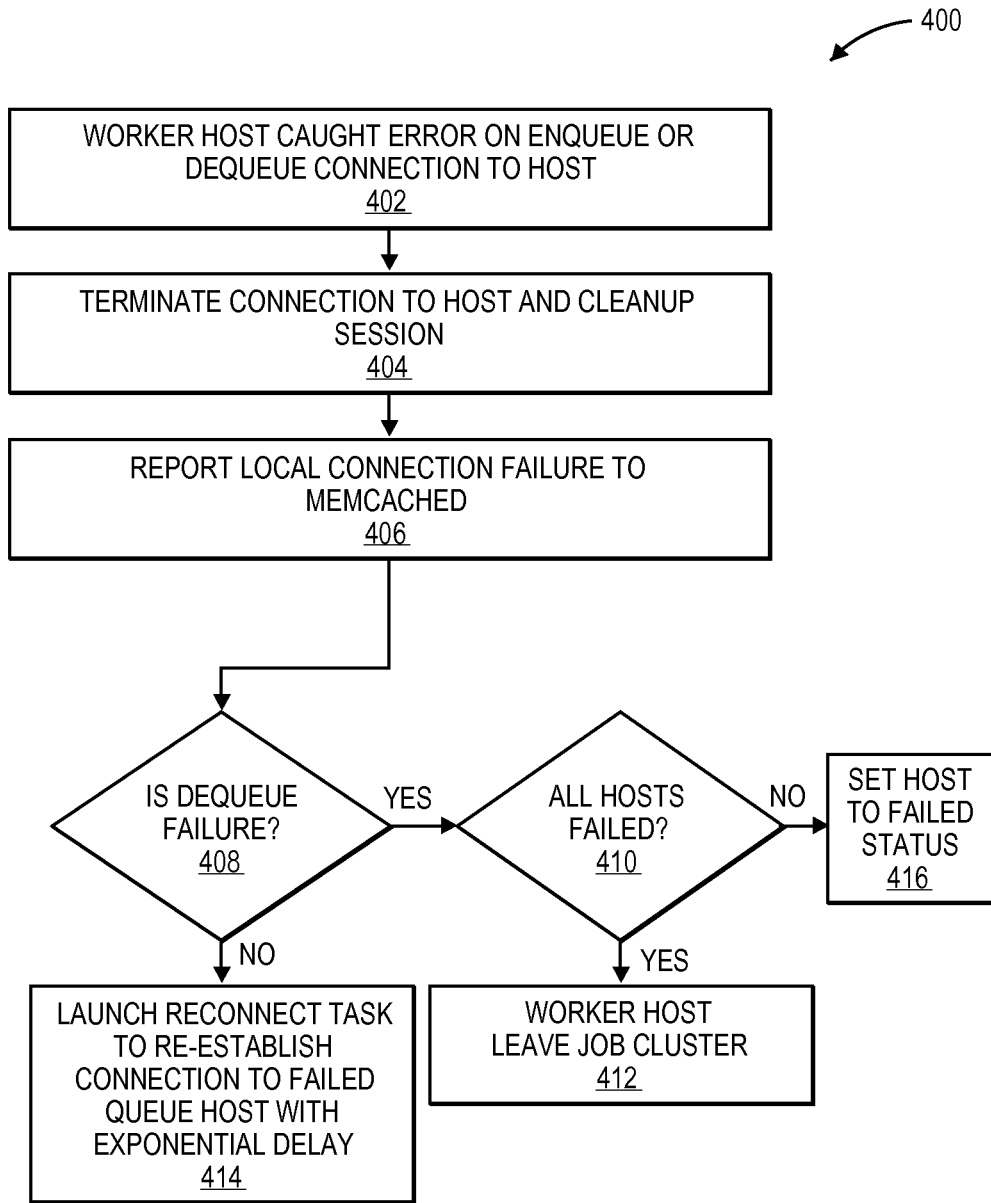 400
WORKER HOST CAUGHT ERROR ON ENQUEUE OR
DEQUEUE CONNECTION TO HOST
402
TERMINATE CONNECTION TO HOST AND CLEANUP
SESSION
404
REPORT LOCAL CONNECTION FAILURE TO
MEMCACHED
406
IS DEQUEUE
FAILURE?
408
YES
ALL HOSTS
FAILED?
410
NO
SET HOST
TO FAILED
STATUS
416
NO
YES
LAUNCH RECONNECT TASK
TO RE-ESTABLISH
CONNECTION TO FAILED
QUEUE HOST WITH
EXPONENTIAL DELAY
414
WORKER HOST
LEAVE JOB CLUSTER
412